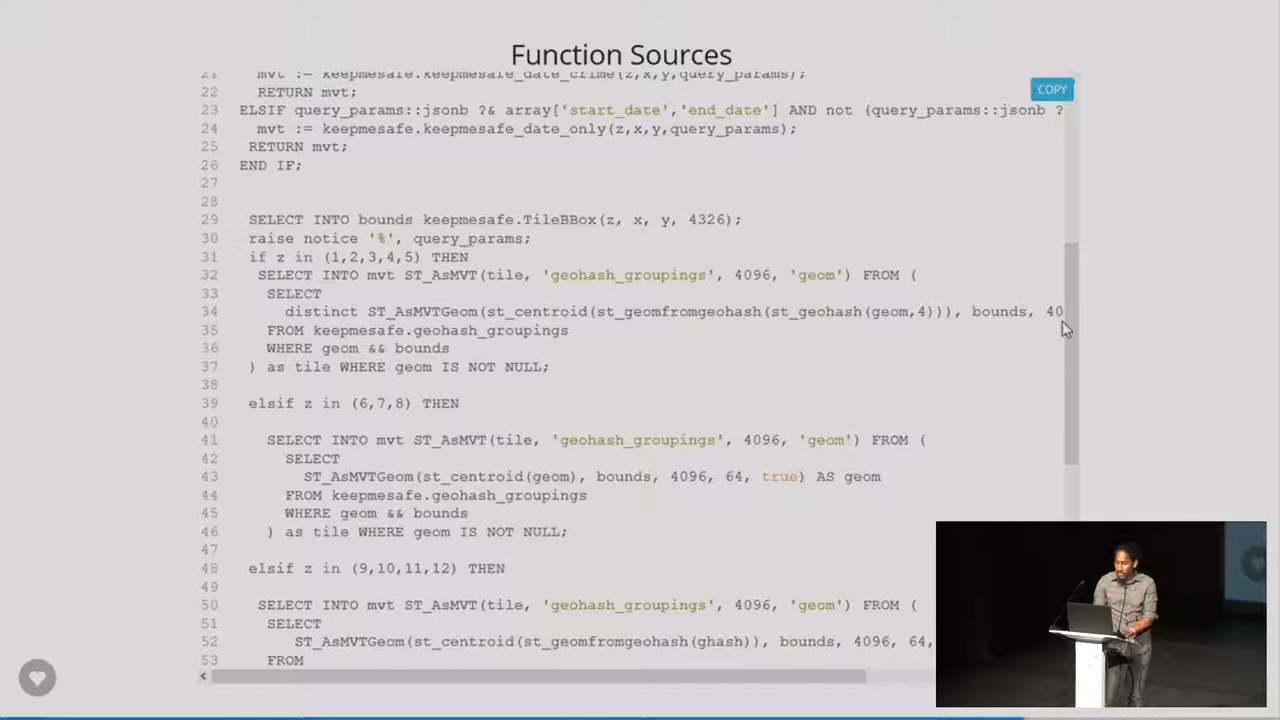 Function Sources
COPY
21 mvt := keepmesafe.keepmesafe_date_crime(z,x,y,query_params);
22 RETURN mvt;
23 ELSIF query_params::jsonb ?& array['start_date','end_date'] AND not (query_params::jsonb ?
24 mvt := keepmesafe.keepmesafe_date_only(z,x,y,query_params);
25 RETURN mvt;
26 END IF;
27
28
29 SELECT INTO bounds keepmesafe.TileBBox(z, x, y, 4326);
30 raise notice '%', query_params;
31 if z in (1,2,3,4,5) THEN
32 SELECT INTO mvt ST_AsMVT(tile, 'geohash_groupings', 4096, 'geom') FROM (
33 SELECT
34 distinct ST_AsMVTGeom(st_centroid(st_geomfromgeohash(st_geohash(geom,4))), bounds, 40
35 FROM keepmesafe.geohash_groupings
36 WHERE geom && bounds
37 ) as tile WHERE geom IS NOT NULL;
38
39 elsif z in (6,7,8) THEN
40
41 SELECT INTO mvt ST_AsMVT(tile, 'geohash_groupings', 4096, 'geom') FROM (
42 SELECT
43 ST_AsMVTGeom(st_centroid(geom), bounds, 4096, 64, true) AS geom
44 FROM keepmesafe.geohash_groupings
45 WHERE geom && bounds
46 ) as tile WHERE geom IS NOT NULL;
47
48 elsif z in (9,10,11,12) THEN
49
50 SELECT INTO mvt ST_AsMVT(tile, 'geohash_groupings', 4096, 'geom') FROM (
51 SELECT
52 ST_AsMVTGeom(st_centroid(st_geomfromgeohash(ghash)), bounds, 4096, 64,
53 FROM